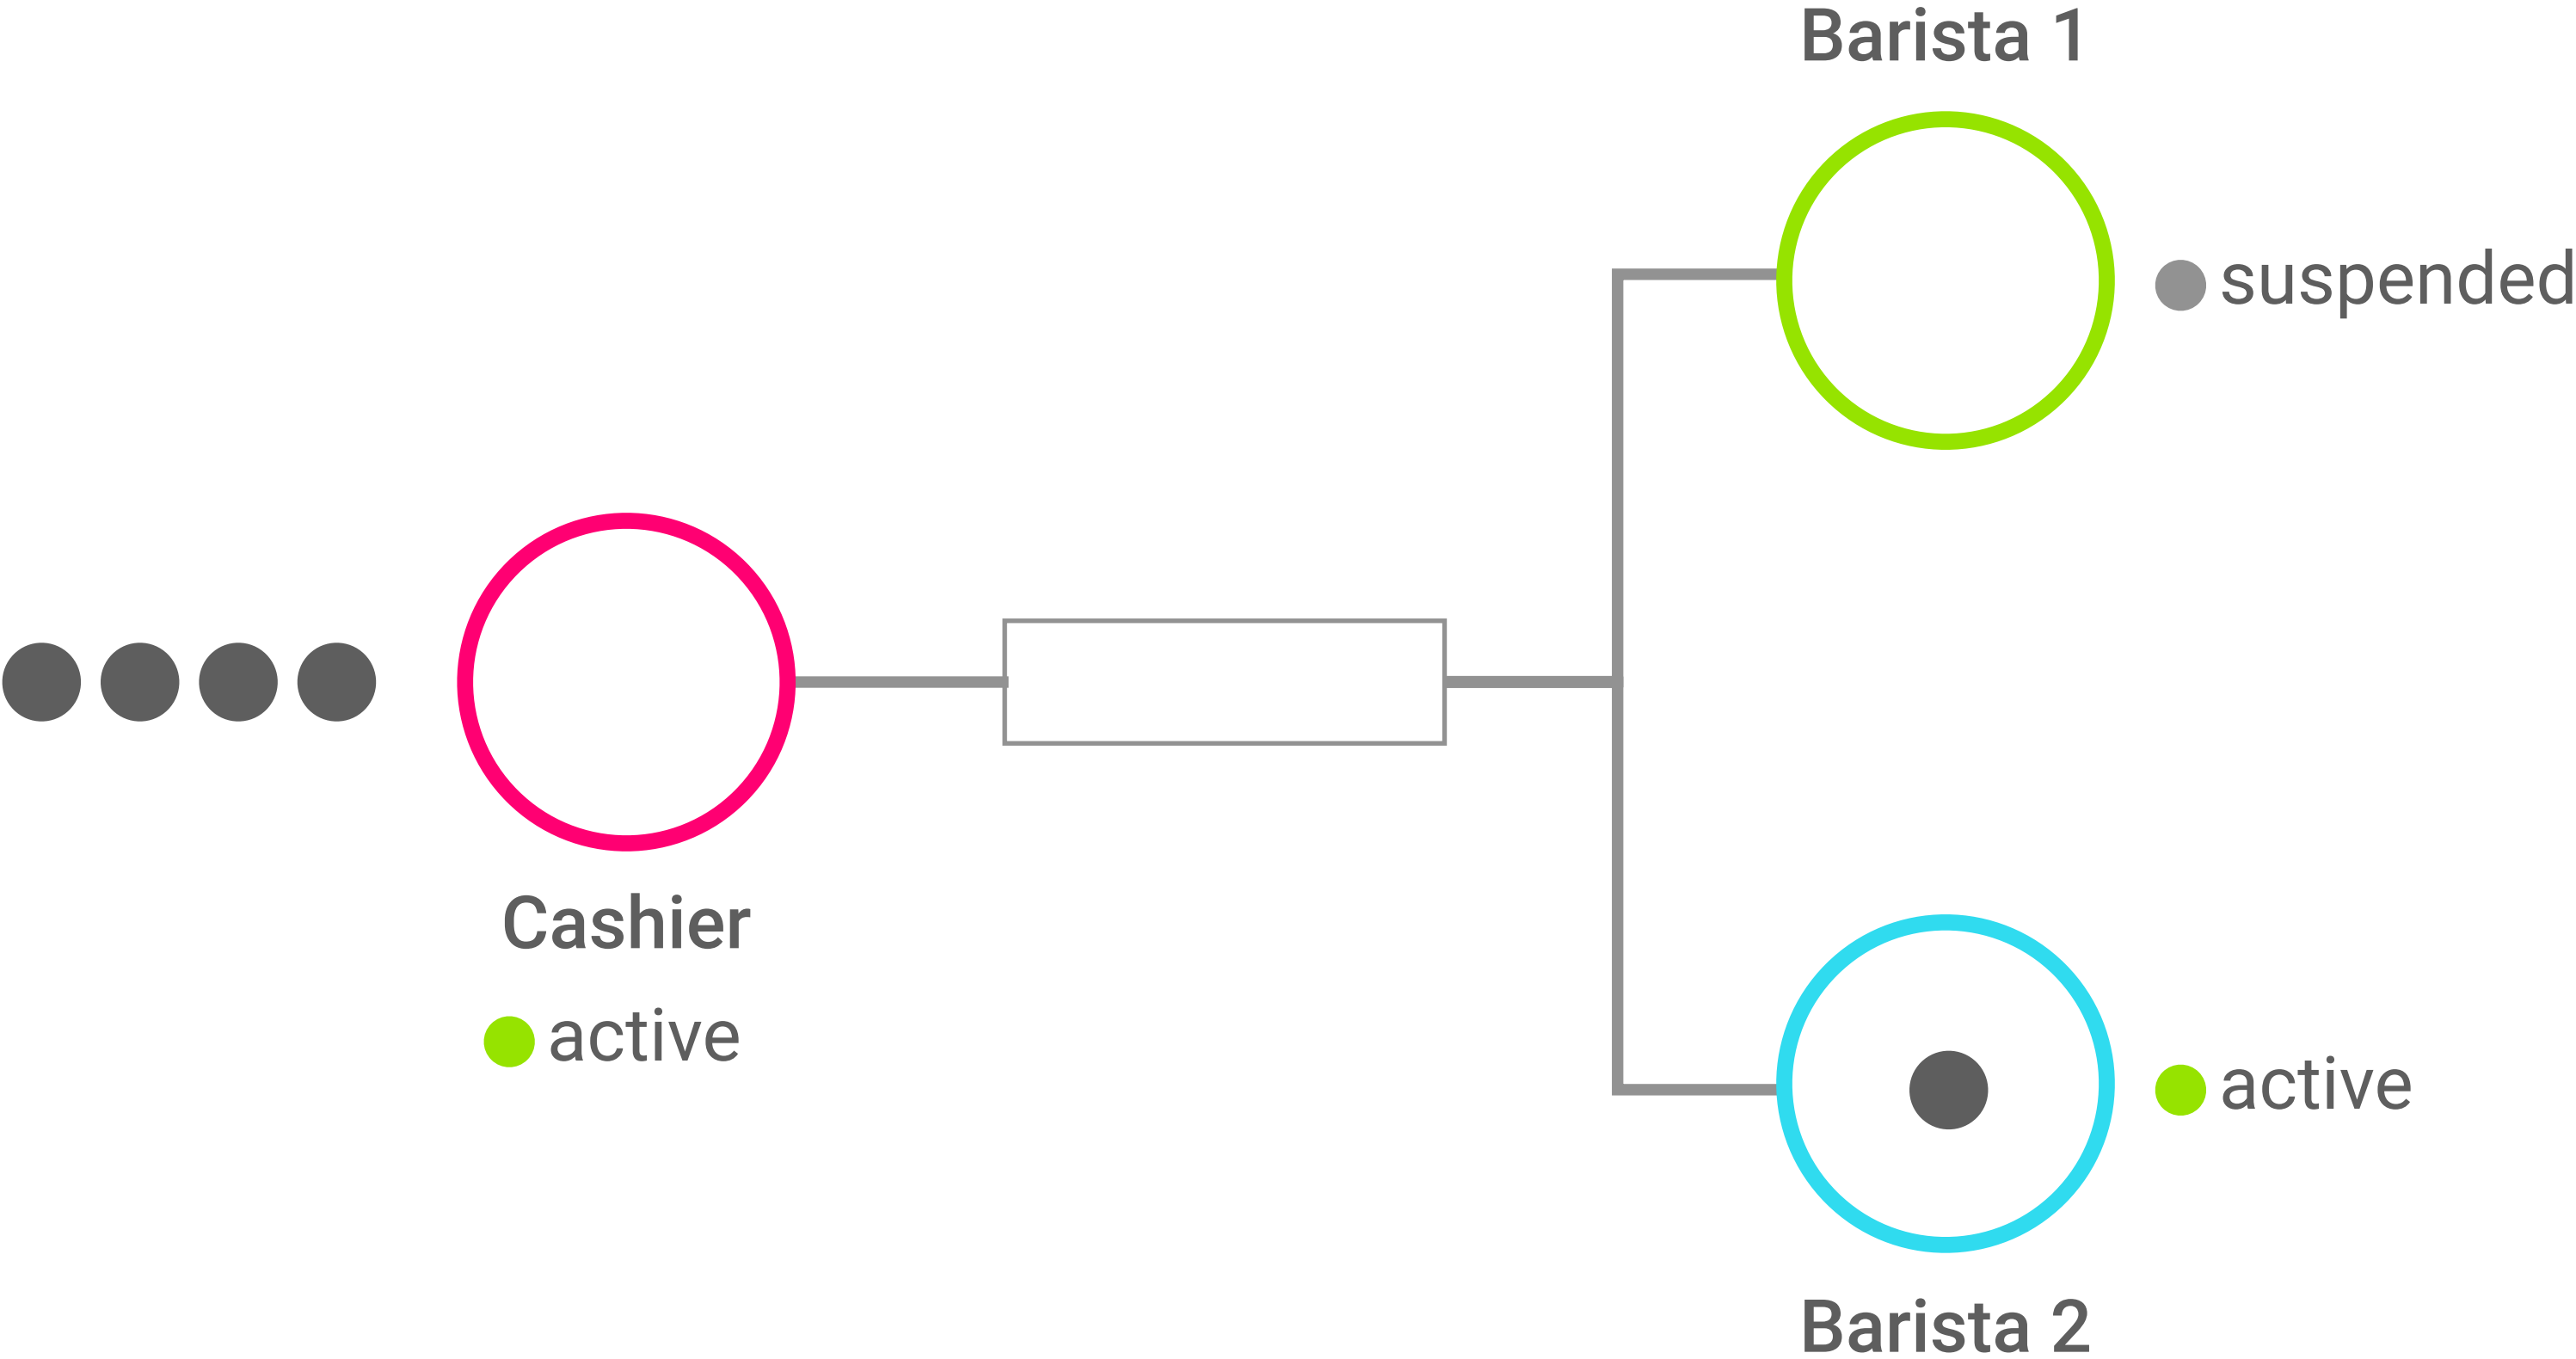 Barista 1
suspended
Cashier
active
active
Barista 2